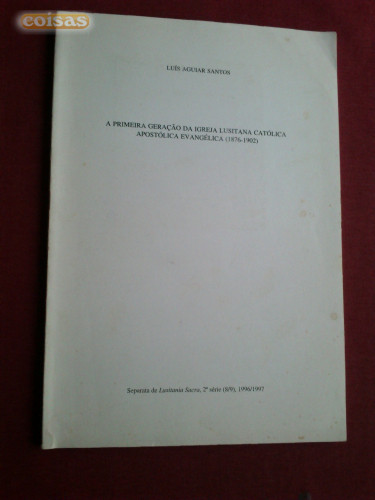 coisas
LUÍS AGUIAR SANTOS
A PRIMEIRA GERAÇÃO DA IGREJA LUSITANA CATÓLICA
APOSTÓLICA EVANGÉLICA (1876-1902)
Separata de Lusitania Sacra, 2ª série (8/9), 1996/1997